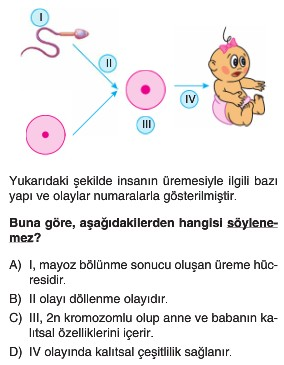 I
II
III
IV
Yukarıdaki şekilde insanın üremesiyle ilgili bazı
yapı ve olaylar numaralarla gösterilmiştir.
Buna göre, aşağıdakilerden hangisi söylene-
mez?
A) I, mayoz bölünme sonucu oluşan üreme hüc-
residir.
B) II olayı döllenme olayıdır.
C) III, 2n kromozomlu olup anne ve babanın ka-
lıtsal özelliklerini içerir.
D) IV olayında kalıtsal çeşitlilik sağlanır.